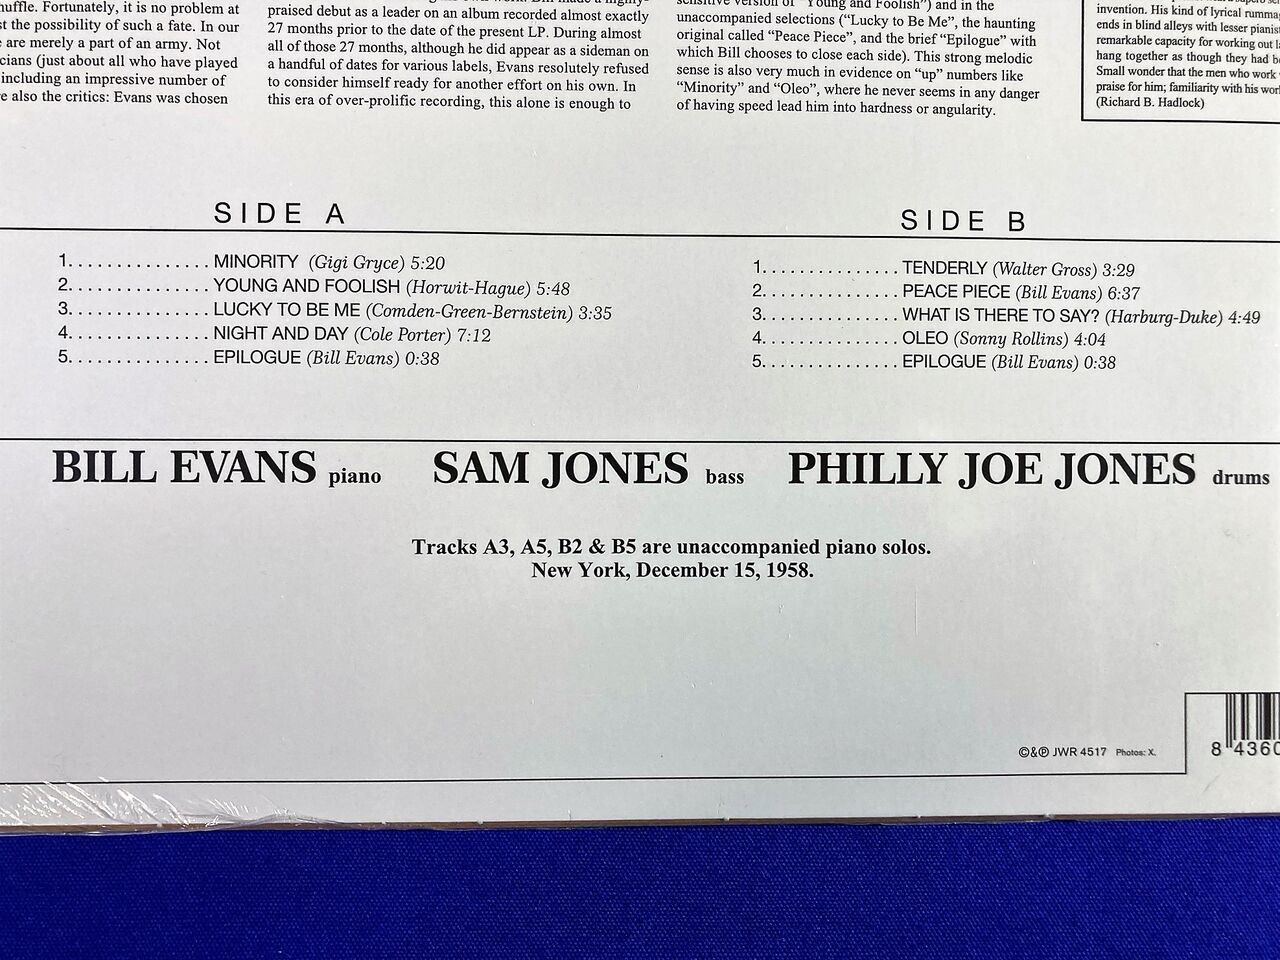 huffle. Fortunately, it is no problem at
st the possibility of such a fate. In our
are merely a part of an army. Not
cians (just about all who have played
including an impressive number of
e also the critics: Evans was chosen
praised debut as a leader on an album recorded almost exactly
27 months prior to the date of the present LP. During almost
all of those 27 months, although he did appear as a sideman on
a handful of dates for various labels, Evans resolutely refused
to consider himself ready for another effort on his own. In
this era of over-prolific recording, this alone is enough to
sensitive version of "Young and Foolish") and in the
unaccompanied selections ("Lucky to Be Me", the haunting
original called "Peace Piece", and the brief "Epilogue" with
which Bill chooses to close each side). This strong melodic
sense is also very much in evidence on "up" numbers like
"Minority" and "Oleo", where he never seems in any danger
of having speed lead him into hardness or angularity.
invention. His kind of lyrical rumma
ends in blind alleys with lesser pianist
remarkable capacity for working out
hang together as though they had be
Small wonder that the men who work
praise for him; familiarity with his wor
(Richard B. Hadlock)
SIDE A
1. . . . . . . . . . . . . . . MINORITY (Gigi Gryce) 5:20
2. . . . . . . . . . . . . . . YOUNG AND FOOLISH (Horwit-Hague) 5:48
3. . . . . . . . . . . . . . . LUCKY TO BE ME (Comden-Green-Bernstein) 3:35
4. . . . . . . . . . . . . . . NIGHT AND DAY (Cole Porter) 7:12
5. . . . . . . . . . . . . . . EPILOGUE (Bill Evans) 0:38
SIDE B
1. . . . . . . . . . . . . . . TENDERLY (Walter Gross) 3:29
2. . . . . . . . . . . . . . . PEACE PIECE (Bill Evans) 6:37
3. . . . . . . . . . . . . . . WHAT IS THERE TO SAY? (Harburg-Duke) 4:49
4. . . . . . . . . . . . . . . OLEO (Sonny Rollins) 4:04
5. . . . . . . . . . . . . . . EPILOGUE (Bill Evans) 0:38
BILL EVANS piano SAM JONES bass PHILLY JOE JONES drums
Tracks A3, A5, B2 & B5 are unaccompanied piano solos.
New York, December 15, 1958.
©&℗ JWR 4517 Photos: X.
8 4360